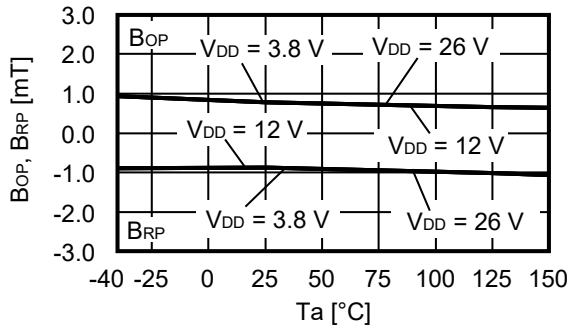 3.0
2.0
1.0
0.0
-1.0
-2.0
-3.0
BOP, BRP [mT]
BOP
VDD = 3.8 V
VDD = 26 V
VDD = 12 V
VDD = 12 V
VDD = 3.8 V
VDD = 26 V
BRP
-40 -25 0 25 50 75 100 125 150
Ta [°C]